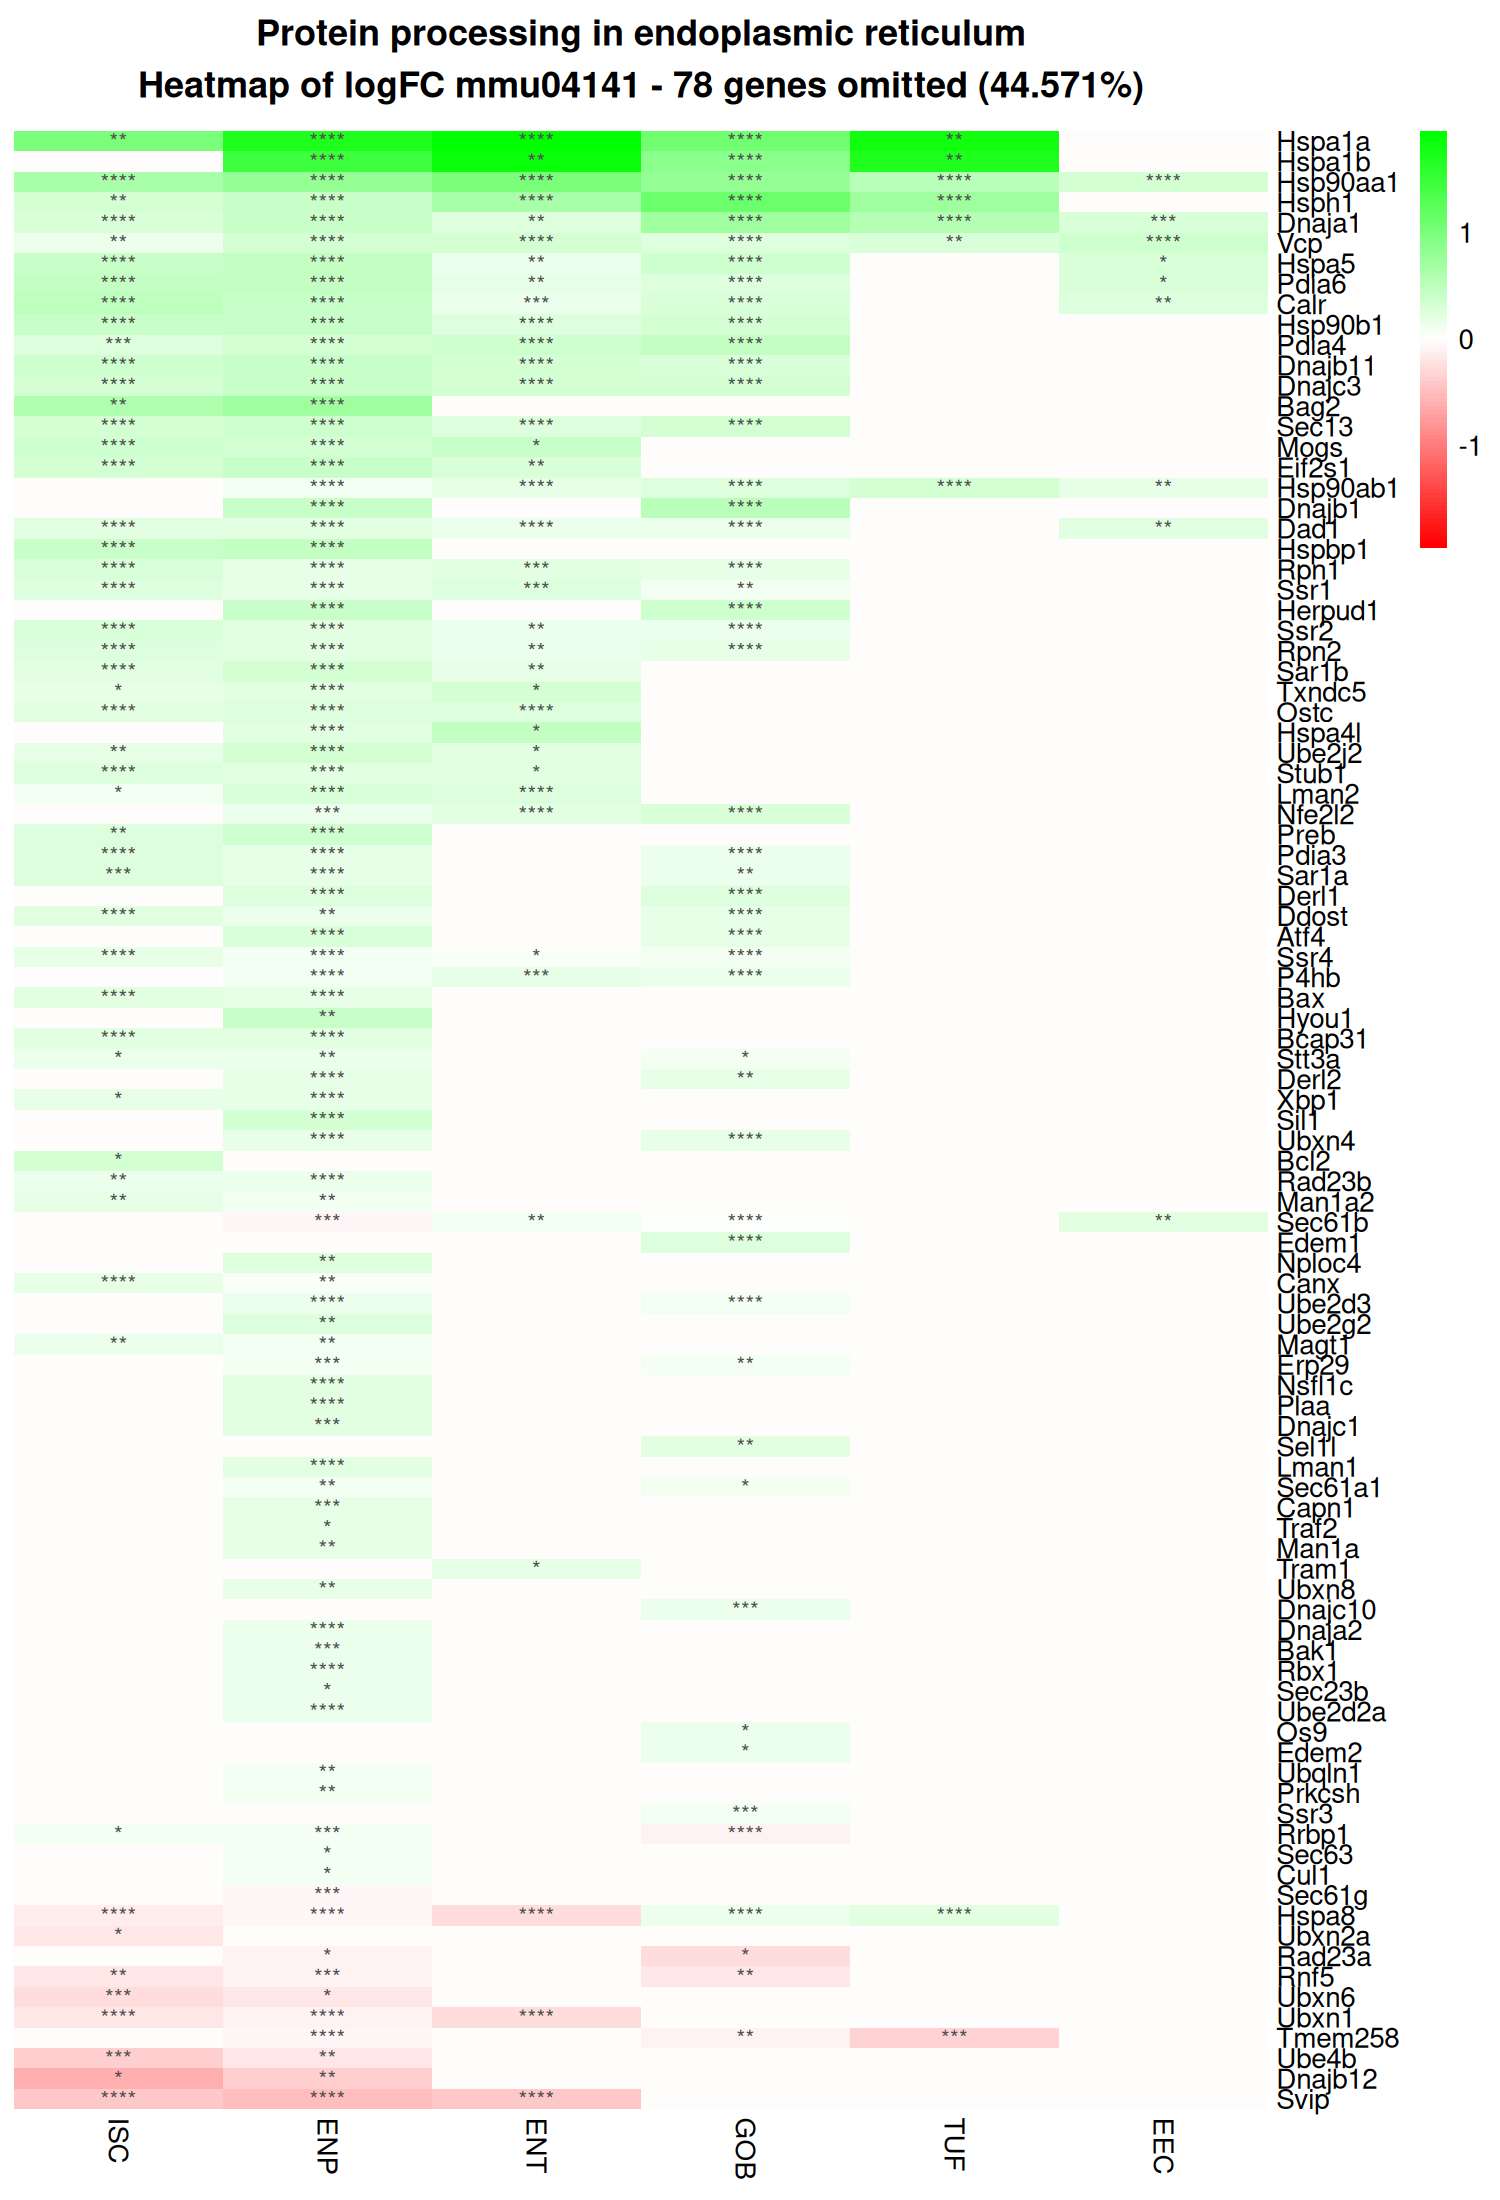 Protein processing in endoplasmic reticulum
Heatmap of logFC mmu04141 - 78 genes omitted (44.571%)
** **** **** **** ** Hspa1a
**** ** **** ** Hspa1b
**** **** **** **** **** **** Hsp90aa1
** **** **** **** **** Hsph1
**** **** ** **** **** *** Dnaja1
** **** **** **** ** **** Vcp
**** **** ** **** * Hspa5
**** **** ** **** * Pdia6
**** **** *** **** ** Calr
**** **** **** **** Hsp90b1
*** **** **** **** Pdia4
**** **** **** **** Dnajb11
**** **** **** **** Dnajc3
** **** Bag2
**** **** **** **** Sec13
**** **** * Mogs
**** **** ** Eif2s1
**** **** **** **** ** Hsp90ab1
**** **** Dnajb1
**** **** **** **** ** Dad1
**** **** Hspbp1
**** **** *** **** Rpn1
**** **** *** ** Ssr1
**** **** Herpud1
**** **** ** **** Ssr2
**** **** ** **** Rpn2
**** **** ** Sar1b
* **** * Txndc5
**** **** **** Ostc
**** * Hspa4l
** **** * Ube2j2
**** **** * Stub1
* **** **** Lman2
*** **** **** Nfe2l2
** **** Preb
**** **** **** Pdia3
*** **** ** Sar1a
**** **** Derl1
**** ** **** Ddost
**** **** Atf4
**** **** * **** Ssr4
**** *** **** P4hb
**** **** Bax
** Hyou1
**** **** Bcap31
* ** * Stt3a
**** ** Derl2
* **** Xbp1
**** Sil1
**** **** Ubxn4
* Bcl2
** **** Rad23b
** ** Man1a2
*** ** **** ** Sec61b
**** Edem1
** Nploc4
**** ** Canx
**** **** Ube2d3
** Ube2g2
** ** Magt1
*** ** Erp29
**** Nsfl1c
**** Plaa
*** Dnajc1
** Sel1l
**** Lman1
** * Sec61a1
*** Capn1
* Traf2
** Man1a
* Tram1
** Ubxn8
*** Dnajc10
**** Dnaja2
*** Bak1
**** Rbx1
* Sec23b
**** Ube2d2a
* Os9
* Edem2
** Ubqln1
** Prkcsh
*** Ssr3
* *** **** Rrbp1
* Sec63
* Cul1
*** Sec61g
**** **** **** **** **** Hspa8
* Ubxn2a
* * Rad23a
** *** ** Rnf5
*** * Ubxn6
**** **** **** Ubxn1
**** ** *** Tmem258
*** ** Ube4b
* ** Dnajb12
**** **** **** Svip
ISC ENP ENT GOB TUF EEC
1
0
-1